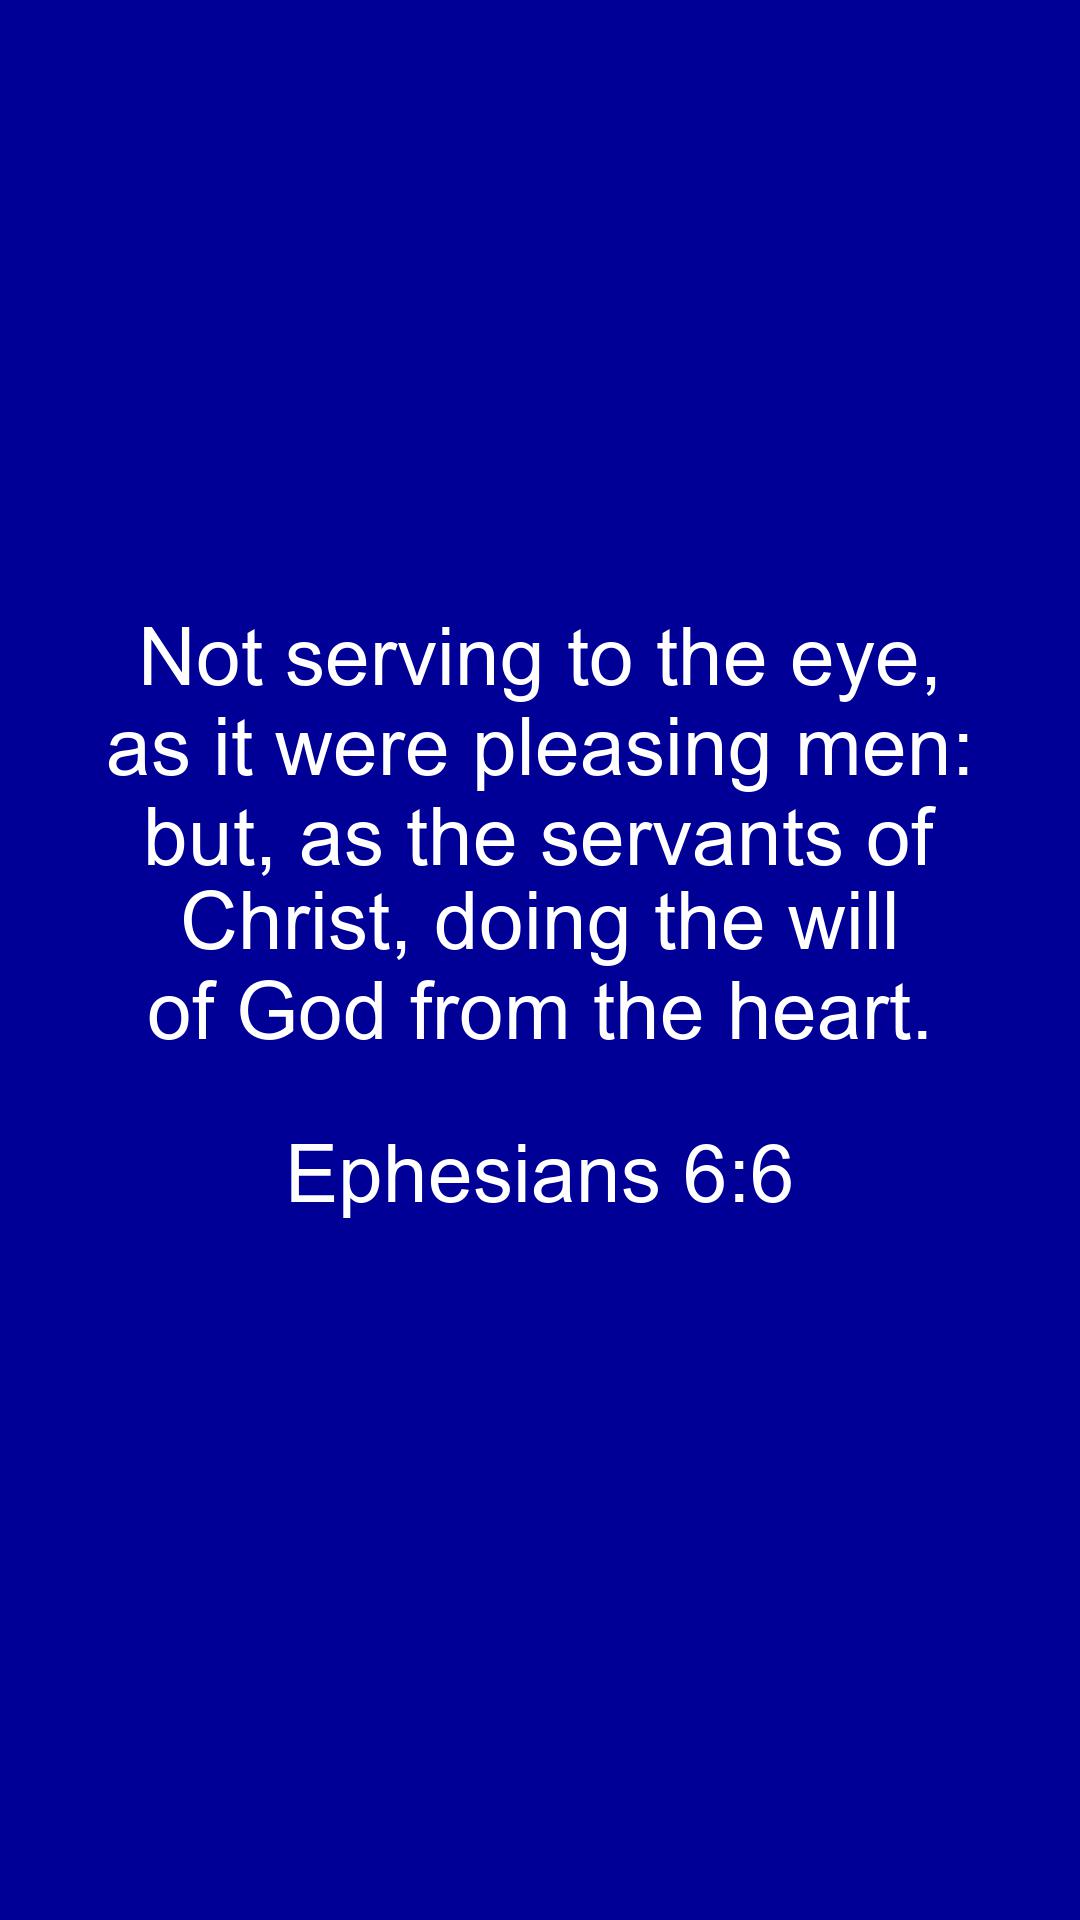 Not serving to the eye,
as it were pleasing men:
but, as the servants of
Christ, doing the will
of God from the heart.
Ephesians 6:6